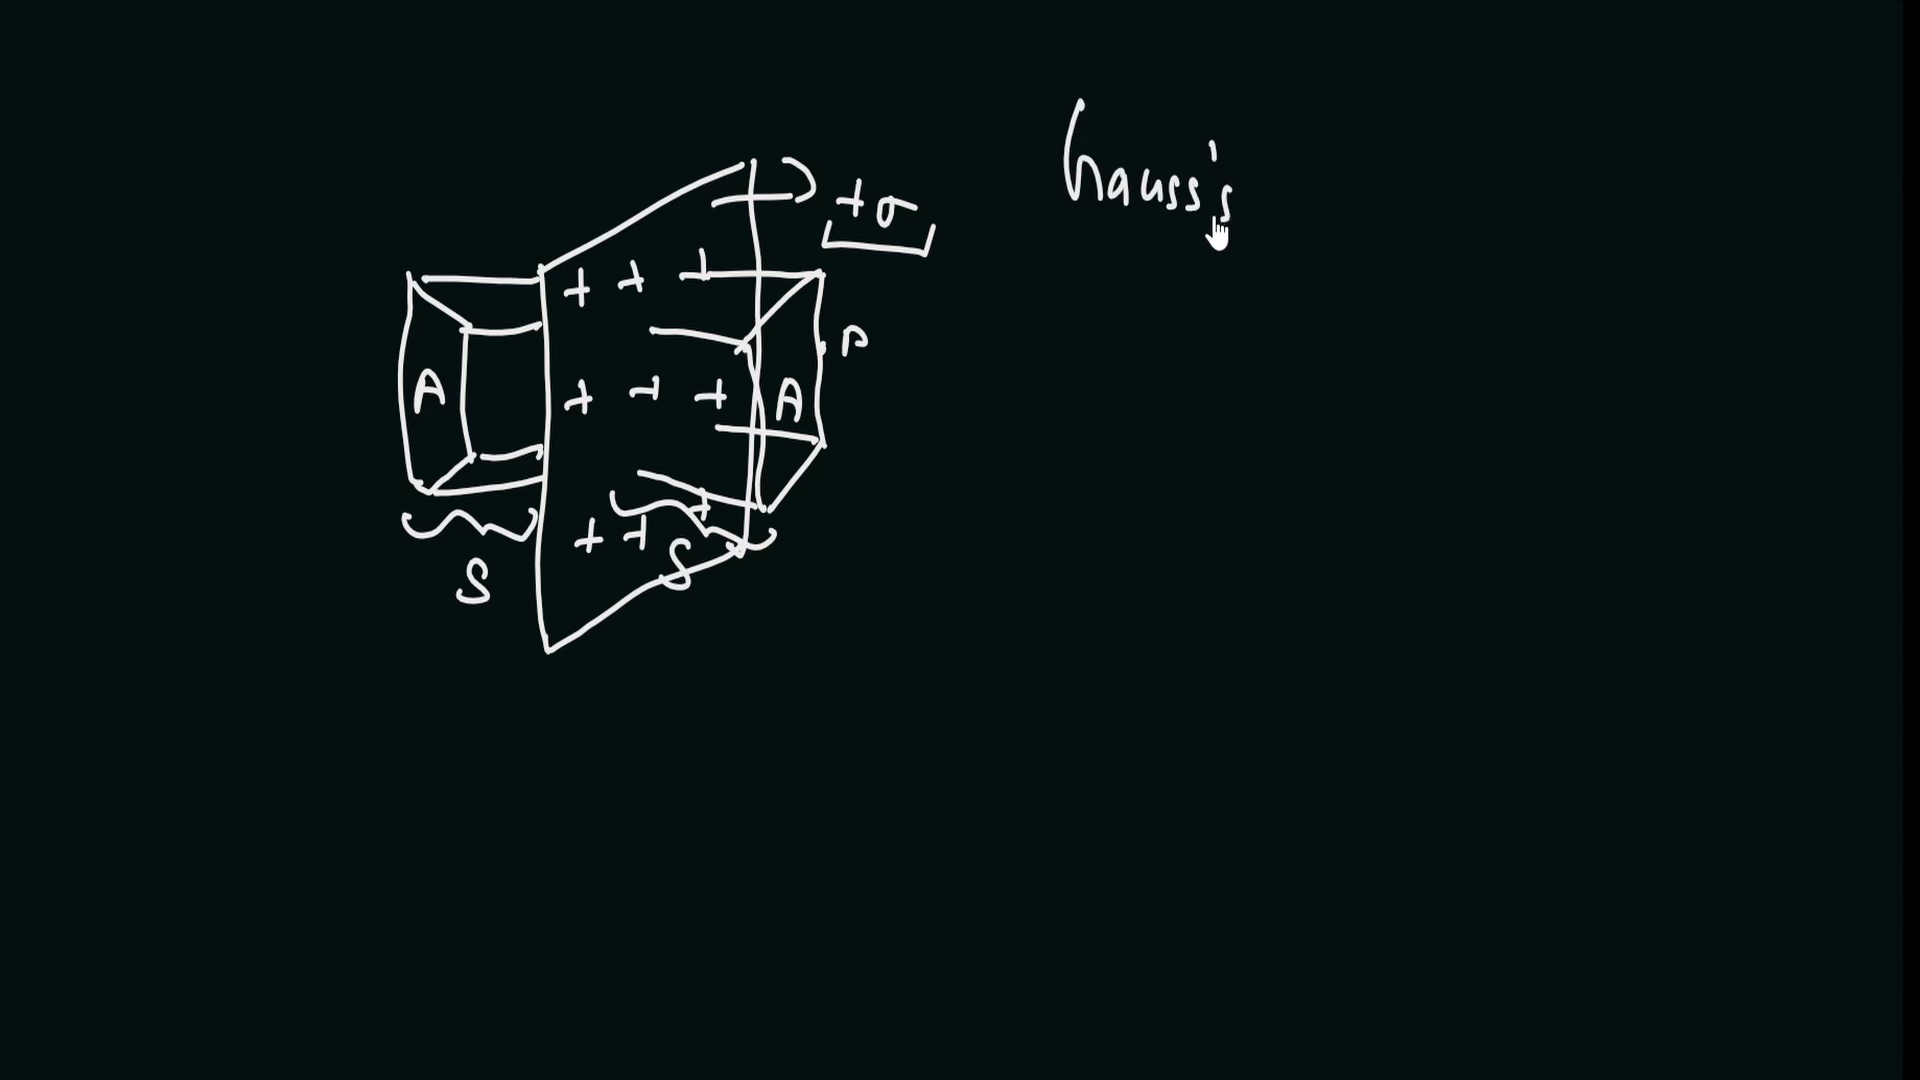 Gauss's
+σ
+ + +
P
A
A
+ + +
+ + +
S
S